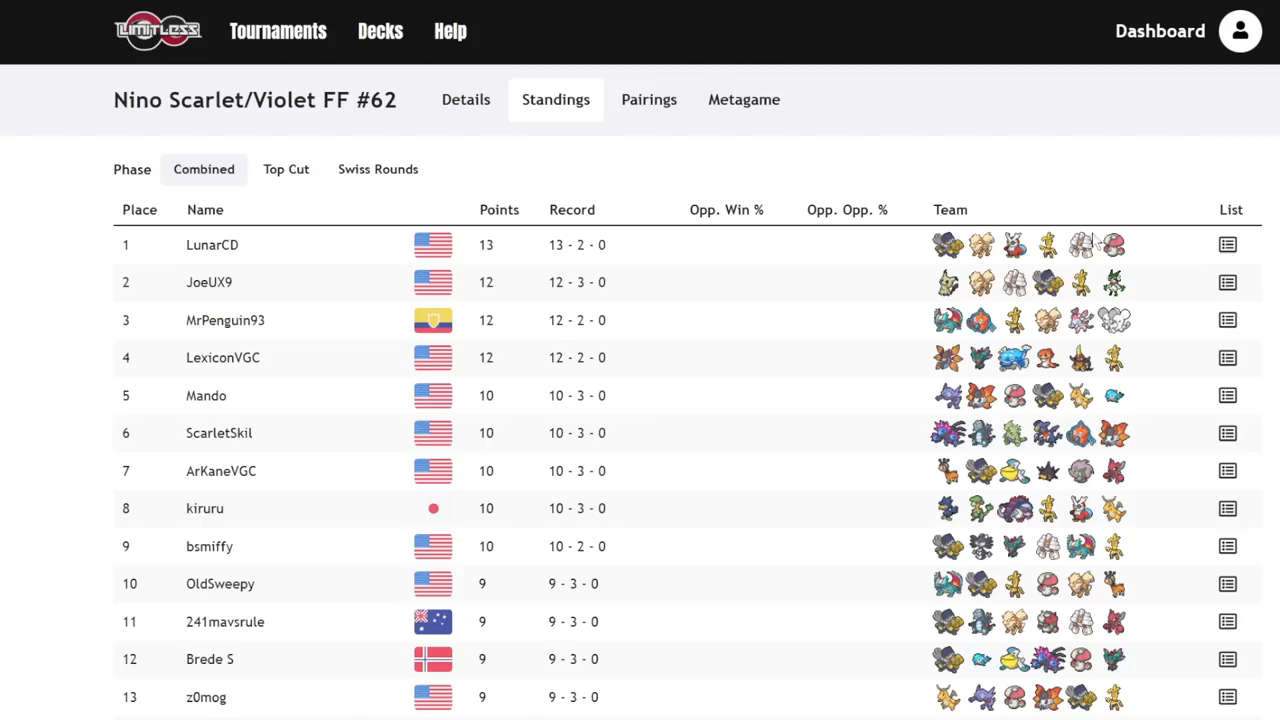 LIMITLESS Tournaments Decks Help Dashboard
Nino Scarlet/Violet FF #62 Details Standings Pairings Metagame
Phase Combined Top Cut Swiss Rounds
Place Name Points Record Opp. Win % Opp. Opp. % Team List
1 LunarCD 13 13 - 2 - 0
2 JoeUX9 12 12 - 3 - 0
3 MrPenguin93 12 12 - 2 - 0
4 LexiconVGC 12 12 - 2 - 0
5 Mando 10 10 - 3 - 0
6 ScarletSkil 10 10 - 3 - 0
7 ArKaneVGC 10 10 - 3 - 0
8 kiruru 10 10 - 3 - 0
9 bsmiffy 10 10 - 2 - 0
10 OldSweepy 9 9 - 3 - 0
11 241mavsrule 9 9 - 3 - 0
12 Brede S 9 9 - 3 - 0
13 z0mog 9 9 - 3 - 0